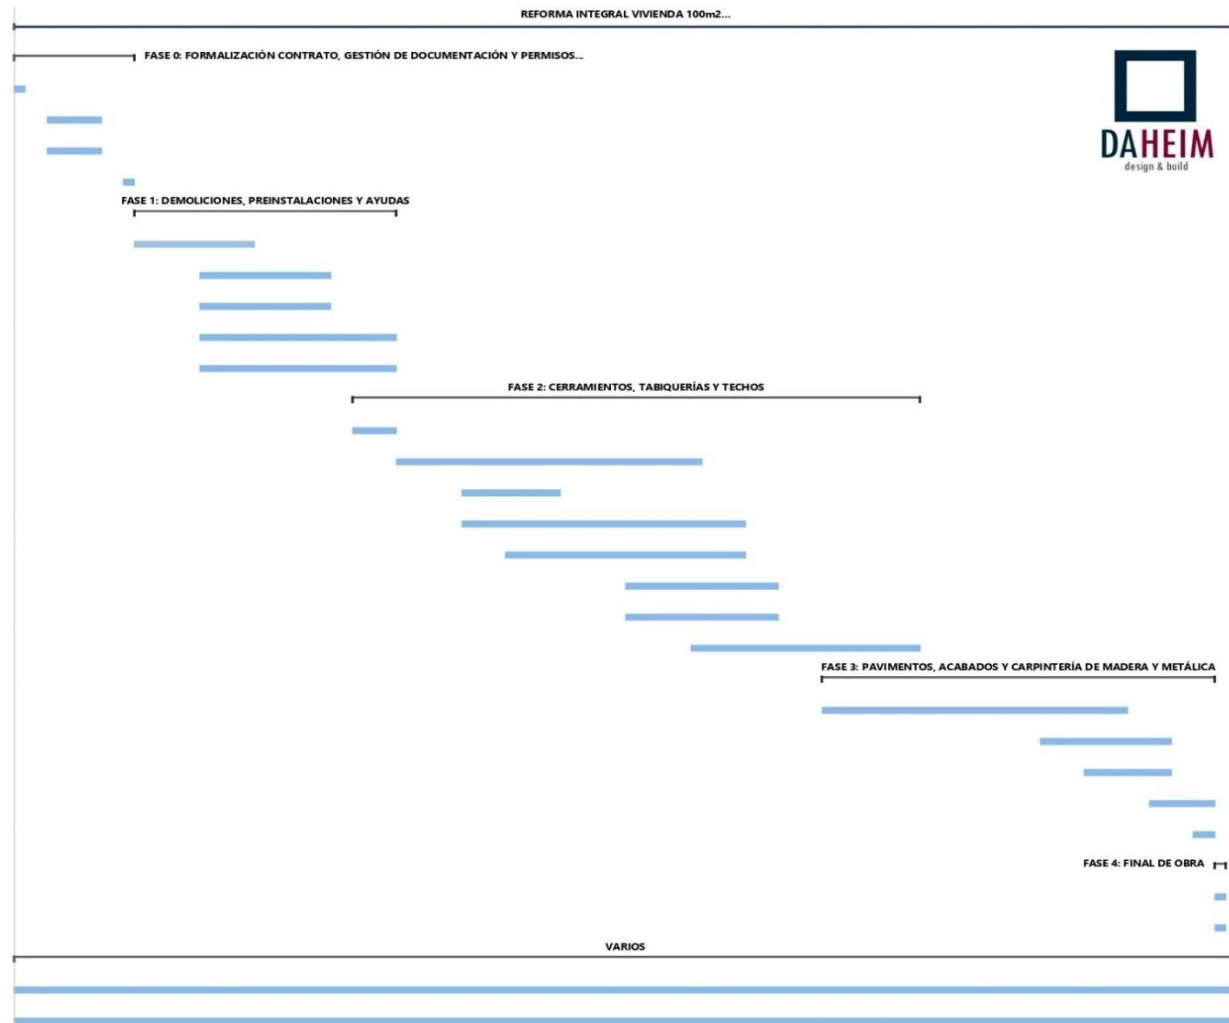 REFORMA INTEGRAL VIVIENDA 100m2...
FASE 0: FORMALIZACIÓN CONTRATO, GESTIÓN DE DOCUMENTACIÓN Y PERMISOS...
DAHEIM
design & build
FASE 1: DEMOLICIONES, PREINSTALACIONES Y AYUDAS
FASE 2: CERRAMIENTOS, TABIQUERÍAS Y TECHOS
FASE 3: PAVIMENTOS, ACABADOS Y CARPINTERÍA DE MADERA Y METÁLICA
FASE 4: FINAL DE OBRA
VARIOS